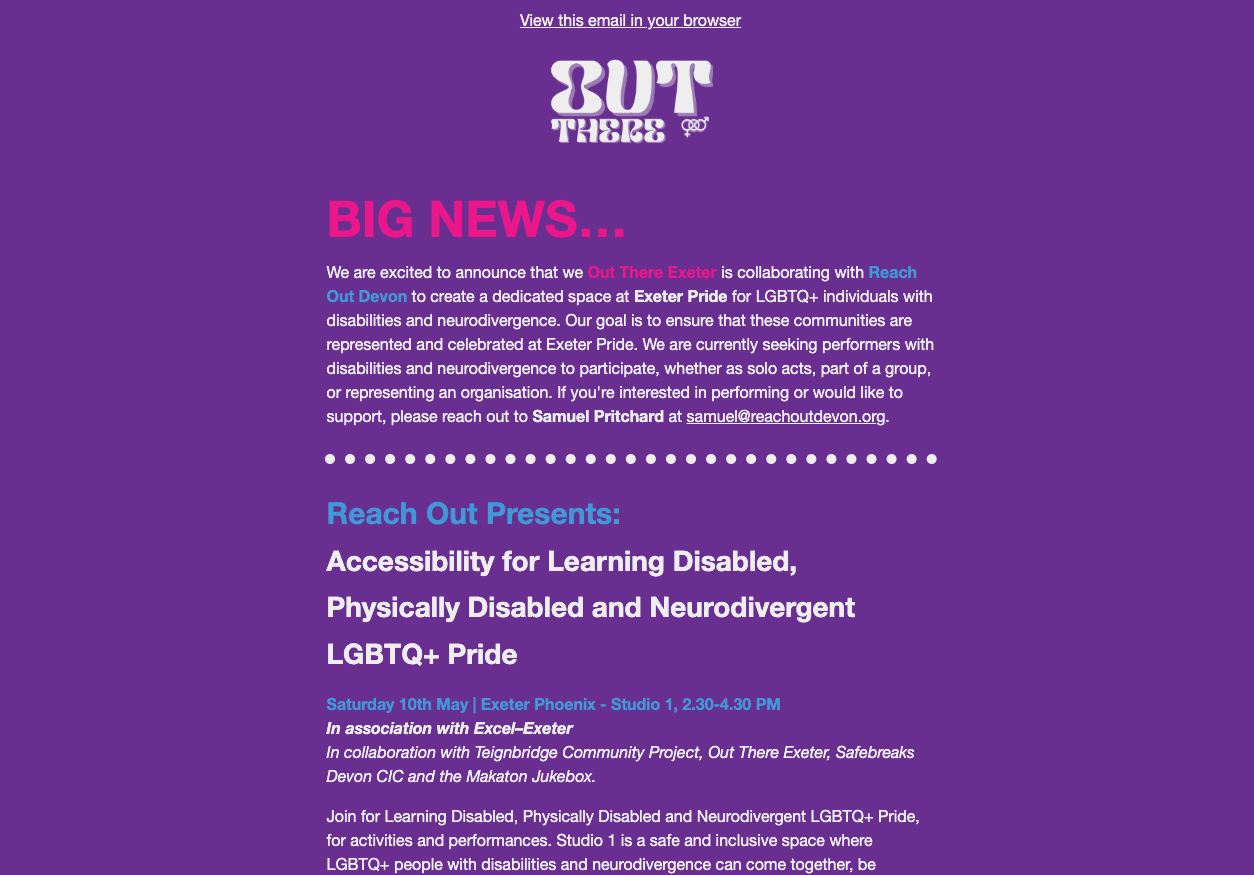 View this email in your browser
OUT
THERE
BIG NEWS...
We are excited to announce that we Out There Exeter is collaborating with Reach
Out Devon to create a dedicated space at Exeter Pride for LGBTQ+ individuals with
disabilities and neurodivergence. Our goal is to ensure that these communities are
represented and celebrated at Exeter Pride. We are currently seeking performers with
disabilities and neurodivergence to participate, whether as solo acts, part of a group,
or representing an organisation. If you're interested in performing or would like to
support, please reach out to Samuel Pritchard at samuel@reachoutdevon.org.
Reach Out Presents:
Accessibility for Learning Disabled,
Physically Disabled and Neurodivergent
LGBTQ+ Pride
Saturday 10th May | Exeter Phoenix - Studio 1, 2.30-4.30 PM
In association with Excel–Exeter
In collaboration with Teignbridge Community Project, Out There Exeter, Safebreaks
Devon CIC and the Makaton Jukebox.
Join for Learning Disabled, Physically Disabled and Neurodivergent LGBTQ+ Pride,
for activities and performances. Studio 1 is a safe and inclusive space where
LGBTQ+ people with disabilities and neurodivergence can come together, be